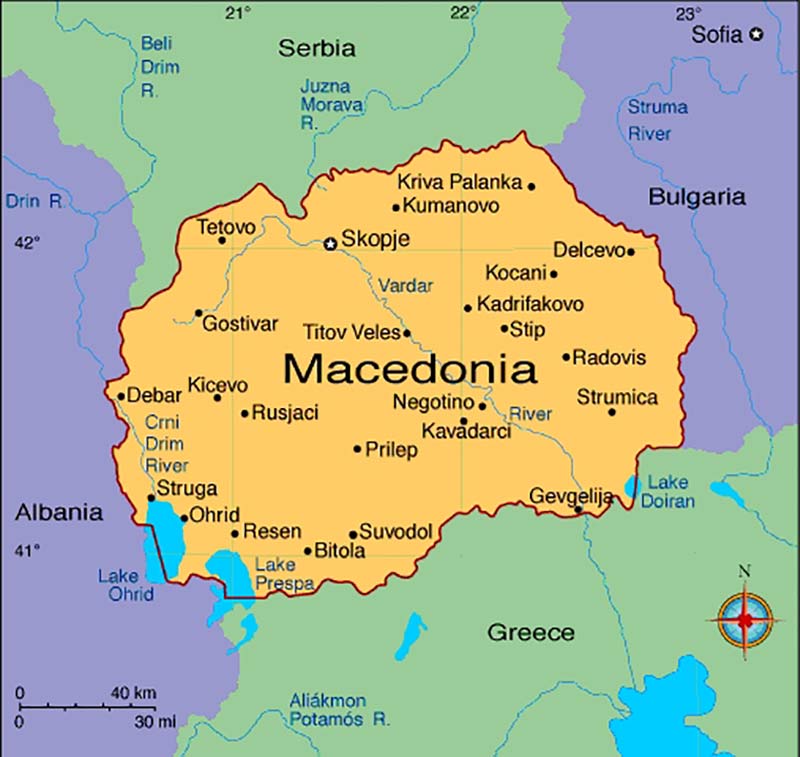 21°
22°
23°
Sofia
Beli
Drim
R.
Serbia
Juzna
Morava
R.
Struma
River
Drin R.
Bulgaria
Kriva Palanka
Kumanovo
Tetovo
42°
Skopje
Delcevo
Kocani
Vardar
Kadrifakovo
Gostivar
Titov Veles
Stip
Macedonia
Radovis
Debar
Kicevo
Rusjaci
Negotino
River
Strumica
Kavadarci
Crni
Drim
River
Prilep
Struga
Lake
Doiran
Gevgelija
Albania
Ohrid
Resen
Suvodol
41°
Bitola
Lake
Prespa
Lake
Ohrid
N
Greece
0 40 km
0 30 mi
Aliákmon
Potamós R.